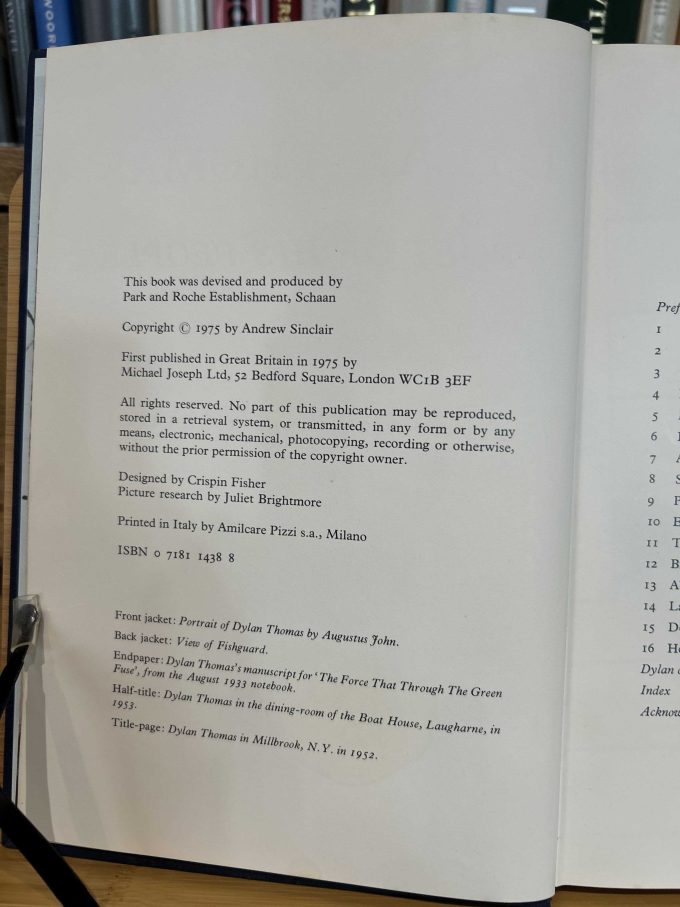 This book was devised and produced by
Park and Roche Establishment, Schaan
Copyright © 1975 by Andrew Sinclair
First published in Great Britain in 1975 by
Michael Joseph Ltd, 52 Bedford Square, London WC1B 3EF
All rights reserved. No part of this publication may be reproduced,
stored in a retrieval system, or transmitted, in any form or by any
means, electronic, mechanical, photocopying, recording or otherwise,
without the prior permission of the copyright owner.
Designed by Crispin Fisher
Picture research by Juliet Brightmore
Printed in Italy by Amilcare Pizzi s.a., Milano
ISBN 0 7181 1438 8
Front jacket: Portrait of Dylan Thomas by Augustus John.
Back jacket: View of Fishguard.
Endpaper: Dylan Thomas's manuscript for 'The Force That Through The Green
Fuse', from the August 1933 notebook.
Half-title: Dylan Thomas in the dining-room of the Boat House, Laugharne, in
1953.
Title-page: Dylan Thomas in Millbrook, N.Y. in 1952.
Pref
1
2
3
4
5
6
7
8
9
10
11
12
13
14
15
16
Dylan
Index
Acknow